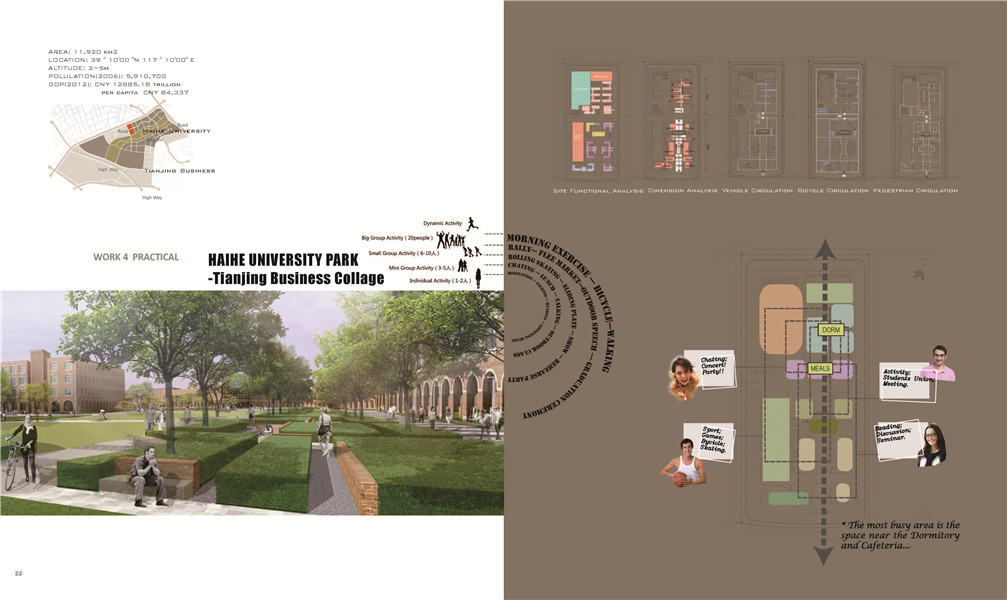 AREA: 11,920 KM2
LOCATION: 39 ° 10'00 "N 117 ° 10'00" E
ALTITUDE: 2~5M
POLULATION(2006): 5,910,700
GDP(2012): CNY 12885.18 TRILLION
PER CAPITA CNY 84,337
Road
Road
HAIHE UNIVERSITY
High Way
TIANJING BUSINESS
High Way
WORK 4 PRACTICAL
HAIHE UNIVERSITY PARK
-Tianjing Business Collage
Dynamic Activity
Big Group Activity ( 20people )
Small Group Activity ( 6-10人 )
Mini Group Activity ( 3-5人 )
Individual Activity ( 1-2人 )
MORNING EXERCISE — BICYCLE—WALKING
RALLY— FLEE MARKET—OUTDOOR SPEECH — GRADUATION CEREMONY
ROLLING SKATING — SLIDING PLATE — SHOW — REHEARSE PARTY
CHATING — LUNCH — TALKING — OUTDOOR CLASS
SITE FUNCTIONAL ANALYSIS
DIMENSION ANALYSIS
VEHICLE CIRCULATION
BICYCLE CIRCULATION
PEDESTRIAN CIRCULATION
DORM
MEALS
Chating;
Concert!
Party!!
Activity;
Students Union;
Meeting.
Sport;
Games;
Bycicle;
Skating.
Reading;
Discussion;
Seminar.
* The most busy area is the
space near the Dormitory
and Cafeteria...
22